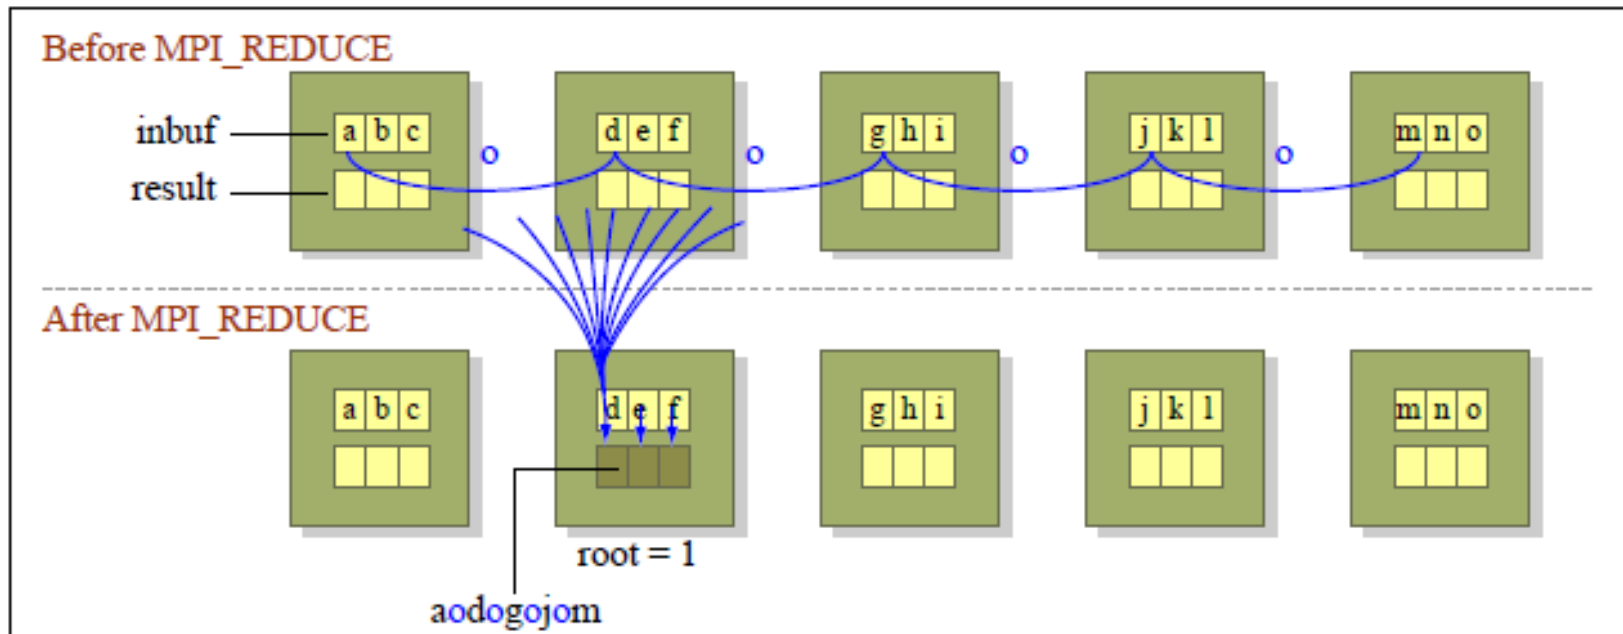 Before MPI_REDUCE
inbuf a b c o d e f o g h i o j k l o m n o
result
After MPI_REDUCE
a b c d e f g h i j k l m n o
root = 1
aodogojom